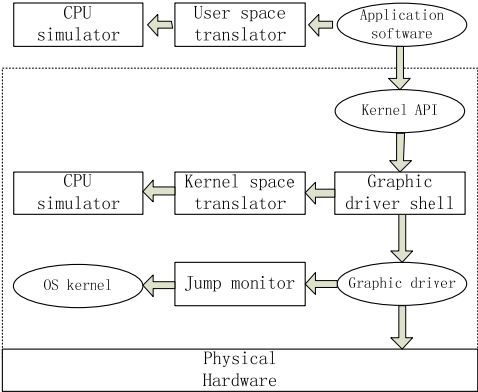 CPU
simulator
User space
translator
Application
software
Kernel API
CPU
simulator
Kernel space
translator
Graphic
driver shell
OS kernel
Jump monitor
Graphic driver
Physical
Hardware